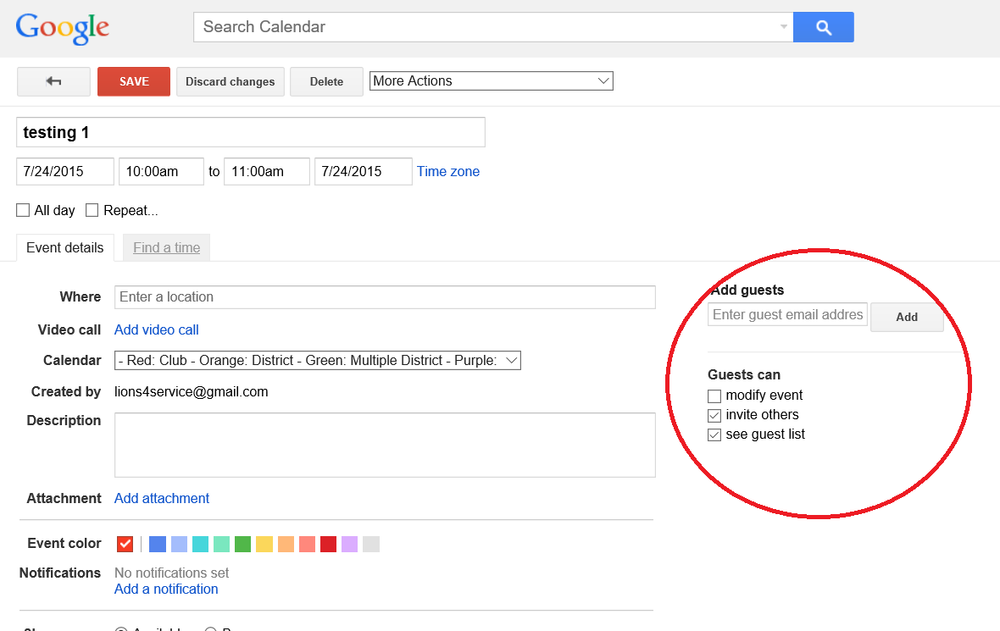 Google
Search Calendar
SAVE Discard changes Delete More Actions
testing 1
7/24/2015 10:00am to 11:00am 7/24/2015 Time zone
All day Repeat...
Event details Find a time
Where Enter a location
Video call Add video call
Calendar - Red: Club - Orange: District - Green: Multiple District - Purple:
Created by lions4service@gmail.com
Description
Attachment Add attachment
Event color
Notifications No notifications set
Add a notification
Add guests
Enter guest email addres Add
Guests can
modify event
invite others
see guest list